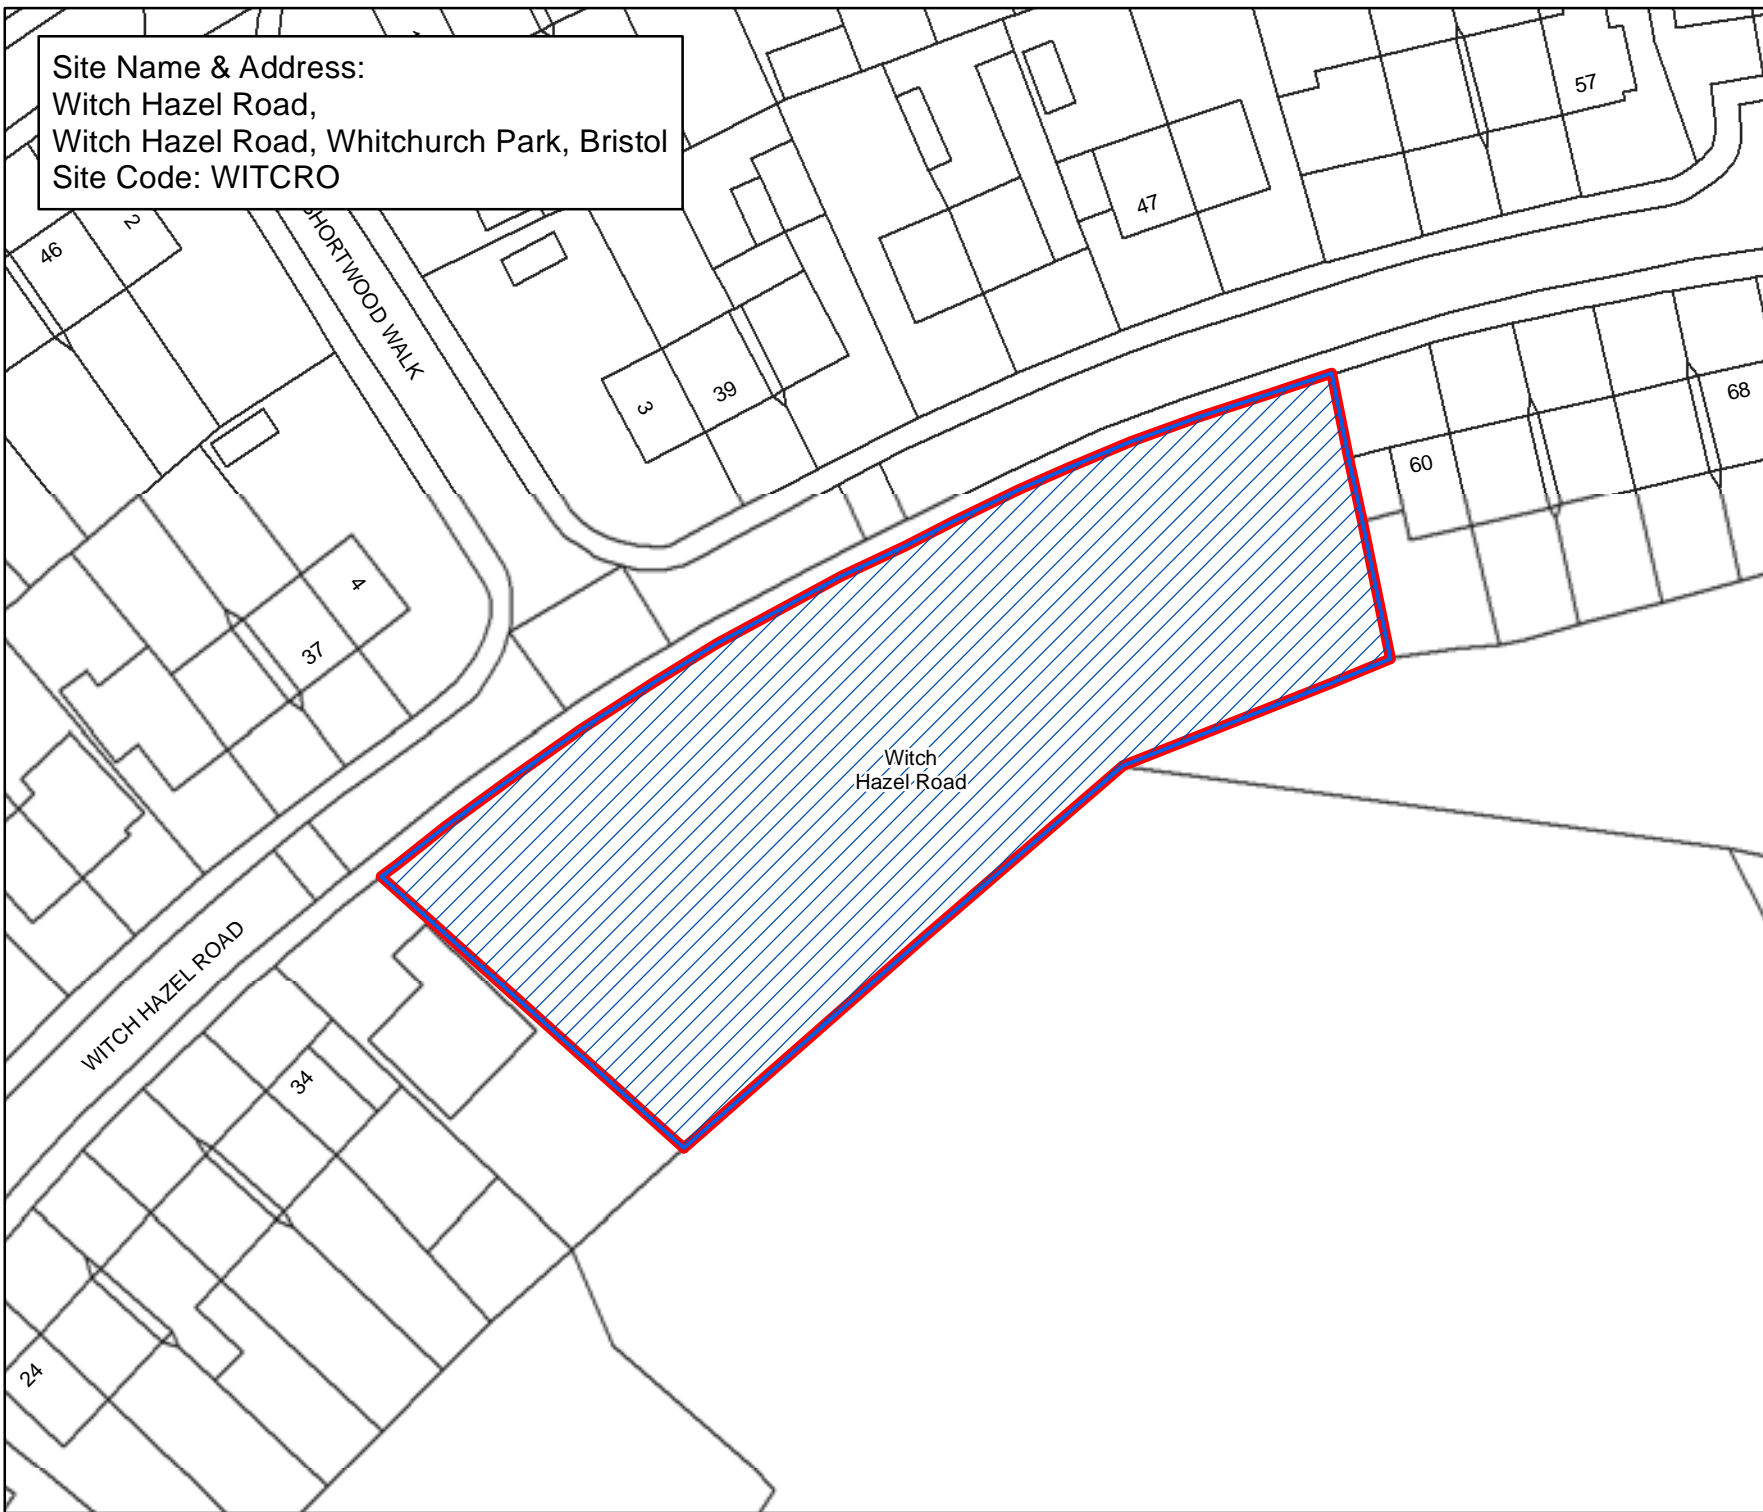 Site Name & Address:
Witch Hazel Road,
Witch Hazel Road, Whitchurch Park, Bristol
Site Code: WITCRO
57
47
46
2
SHORTWOOD WALK
3
39
68
60
4
37
Witch
Hazel Road
WITCH HAZEL ROAD
34
24